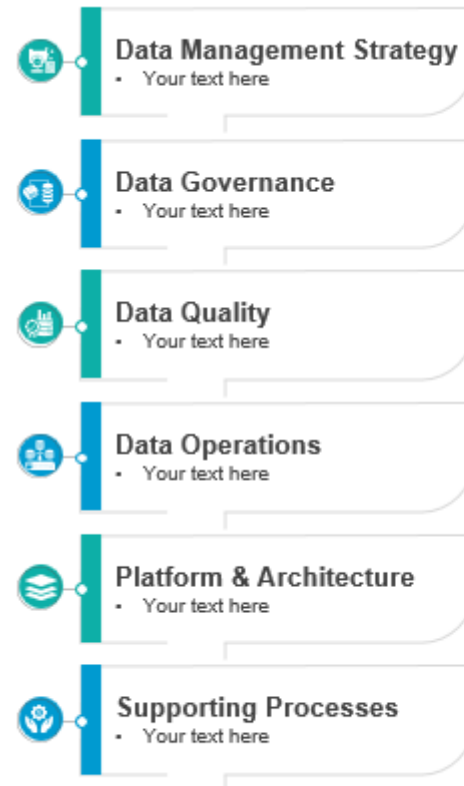 Data Management Strategy
▪ Your text here
Data Governance
▪ Your text here
Data Quality
▪ Your text here
Data Operations
▪ Your text here
Platform & Architecture
▪ Your text here
Supporting Processes
▪ Your text here